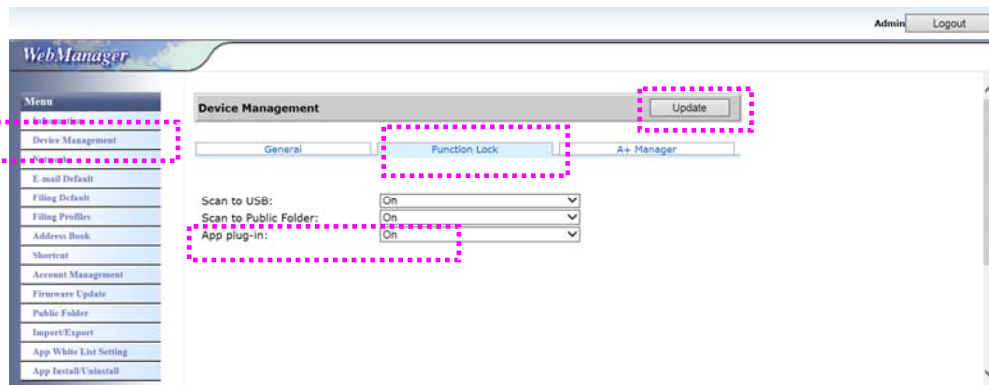 Admin Logout
WebManager
Menu
Information
Device Management
Network
E-mail Default
Filing Default
Filing Profiles
Address Book
Shortcut
Account Management
Firmware Update
Public Folder
Import/Export
App White List Setting
App Install/Uninstall
Device Management Update
General Function Lock A+ Manager
Scan to USB: On
Scan to Public Folder: On
App plug-in: On